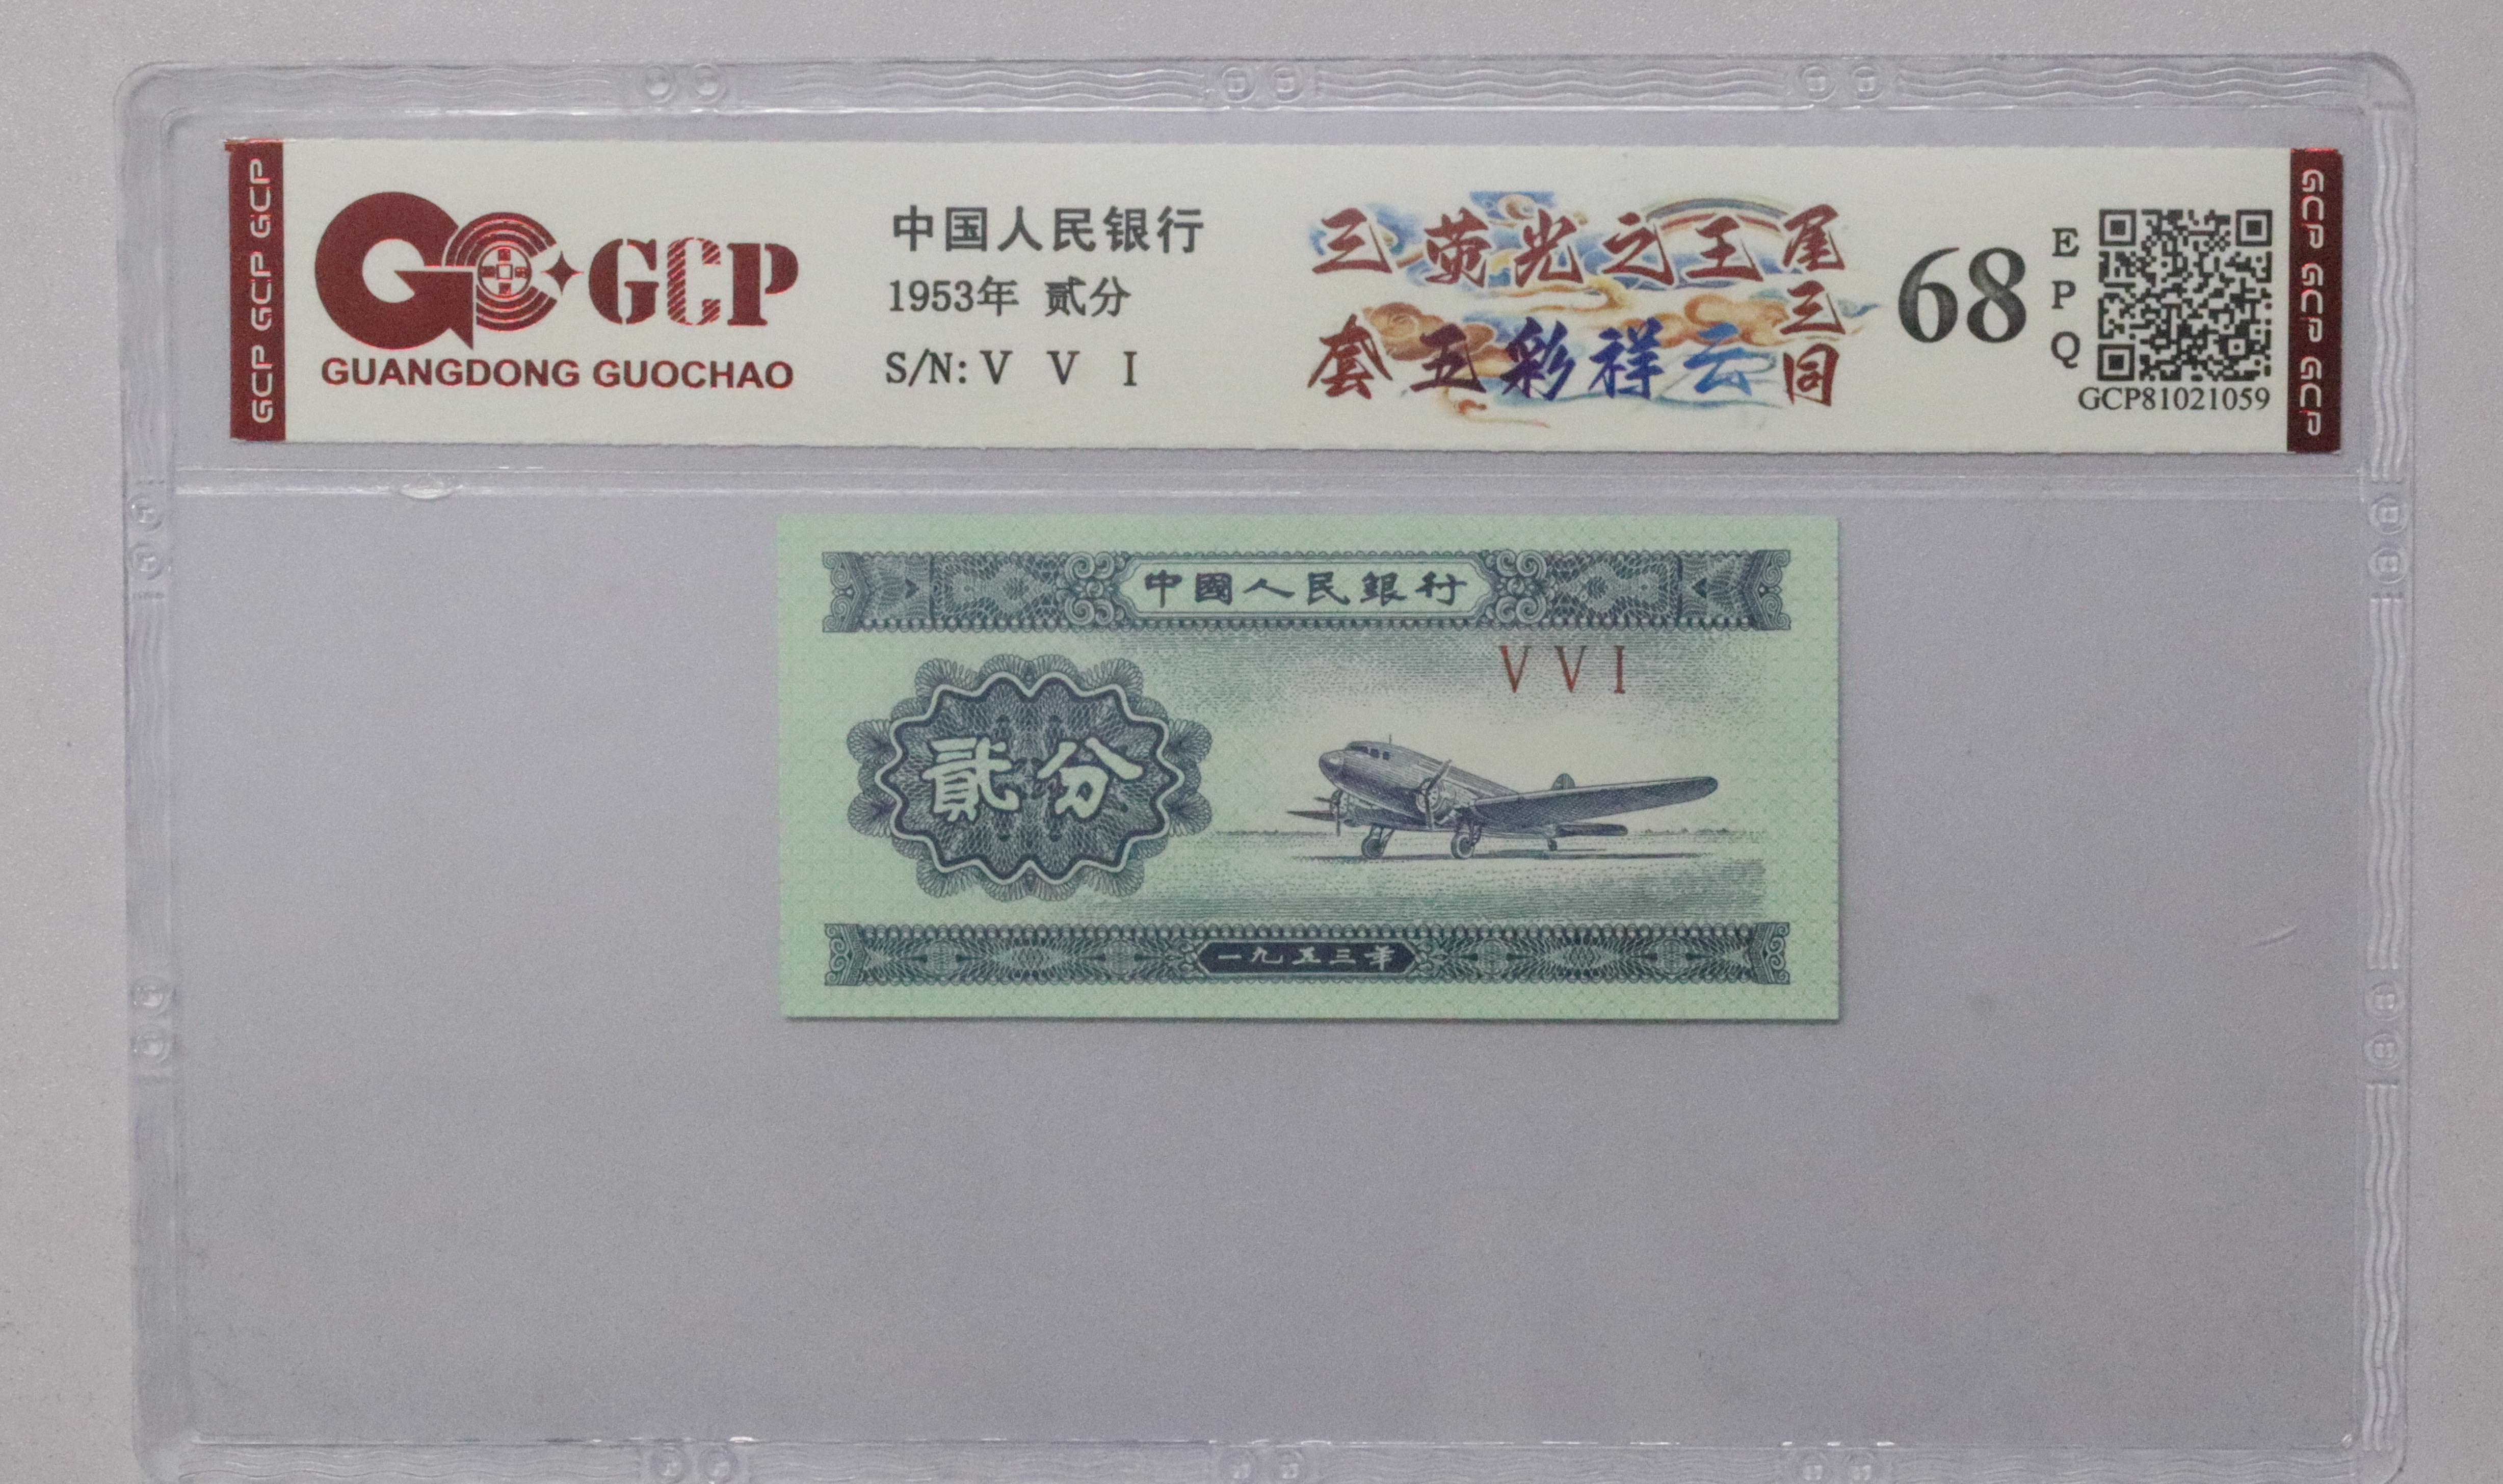 GCP GCP GCP
GCP
GUANGDONG GUOCHAO
中国人民银行
1953年 贰分
S/N: V V I
三荧光之王
套五彩祥云
尾三同
68
EPQ
GCP81021059
GCP GCP GCP
中國人民銀行
V V I
貳分
一九五三年